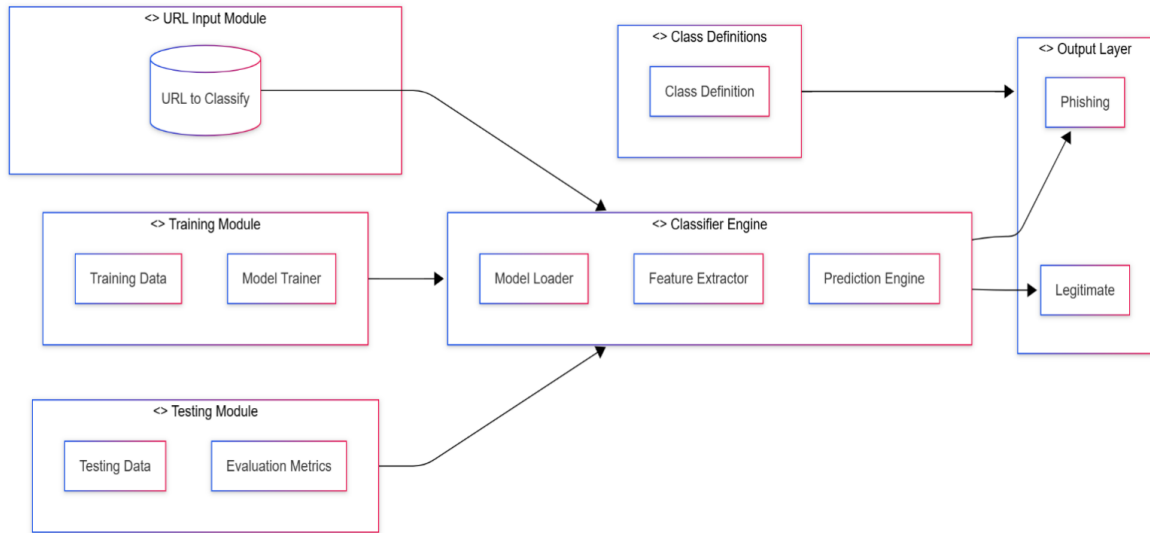 <> URL Input Module
URL to Classify
<> Class Definitions
Class Definition
<> Output Layer
Phishing
Legitimate
<> Training Module
Training Data
Model Trainer
<> Classifier Engine
Model Loader
Feature Extractor
Prediction Engine
<> Testing Module
Testing Data
Evaluation Metrics